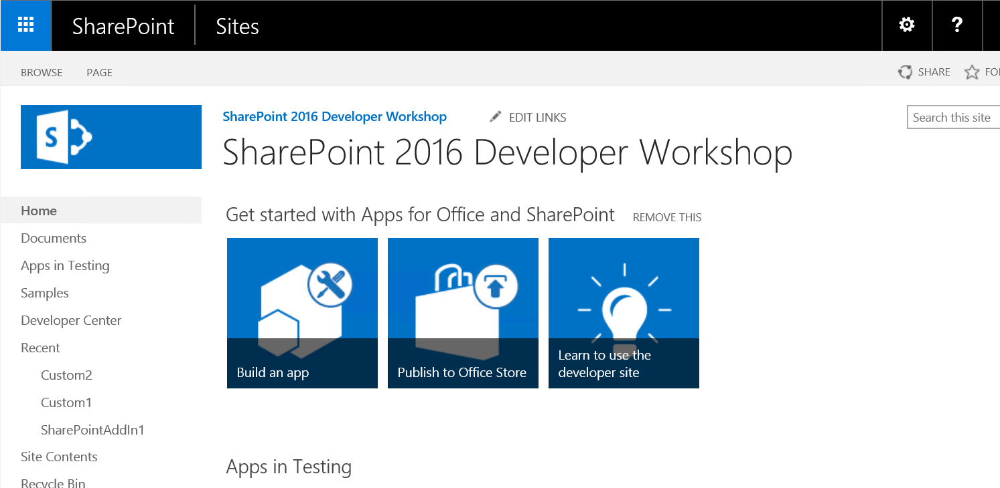 SharePoint
Sites
?
BROWSE
PAGE
SHARE
S
SharePoint 2016 Developer Workshop
EDIT LINKS
Search this site
SharePoint 2016 Developer Workshop
Home
Documents
Apps in Testing
Samples
Developer Center
Recent
Custom2
Custom1
SharePointAddIn1
Site Contents
Recycle Bin
Get started with Apps for Office and SharePoint
REMOVE THIS
Build an app
Publish to Office Store
Learn to use the
developer site
Apps in Testing